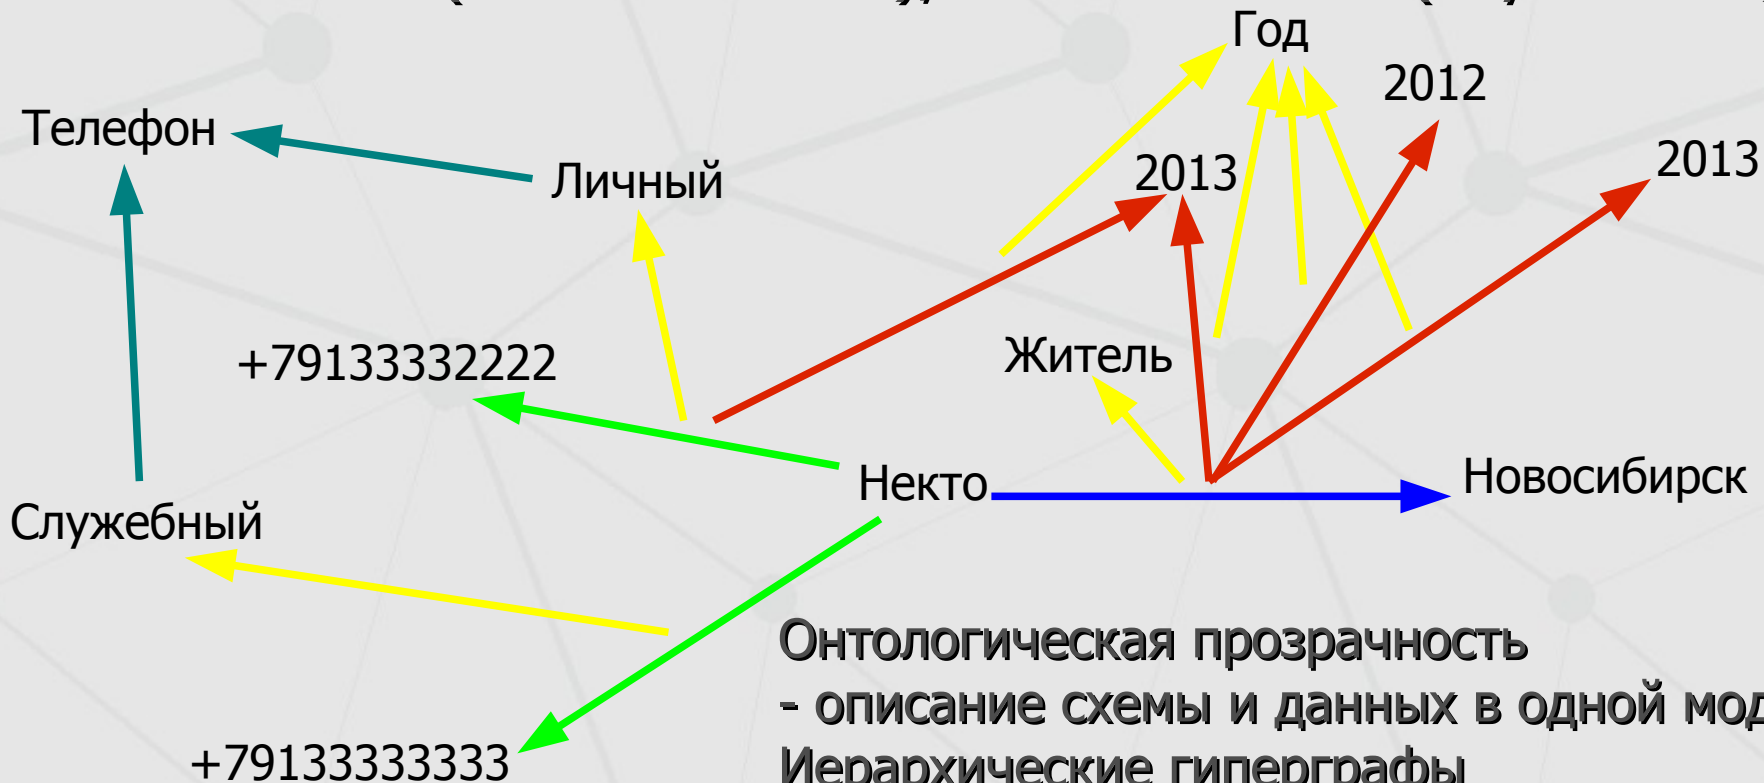 Год
2012
Телефон
2013
2013
Личный
Житель
+79133332222
Некто
Новосибирск
Служебный
Онтологическая прозрачность
- описание схемы и данных в одной мод
Иерархические гиперграфы
+79133333333